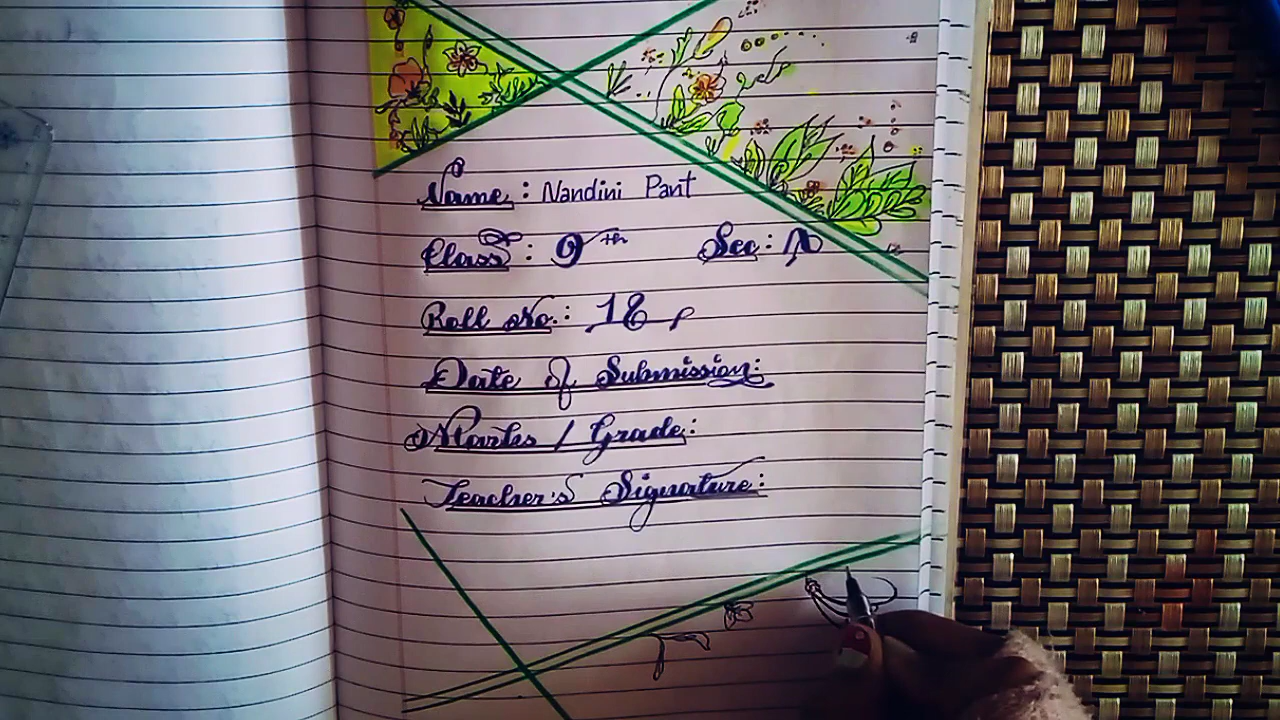 Name : Nandini Pant
Class : 9th Sec : A
Roll No. : 18
Date of Submission:
Marks / Grade:
Teacher's Signature: